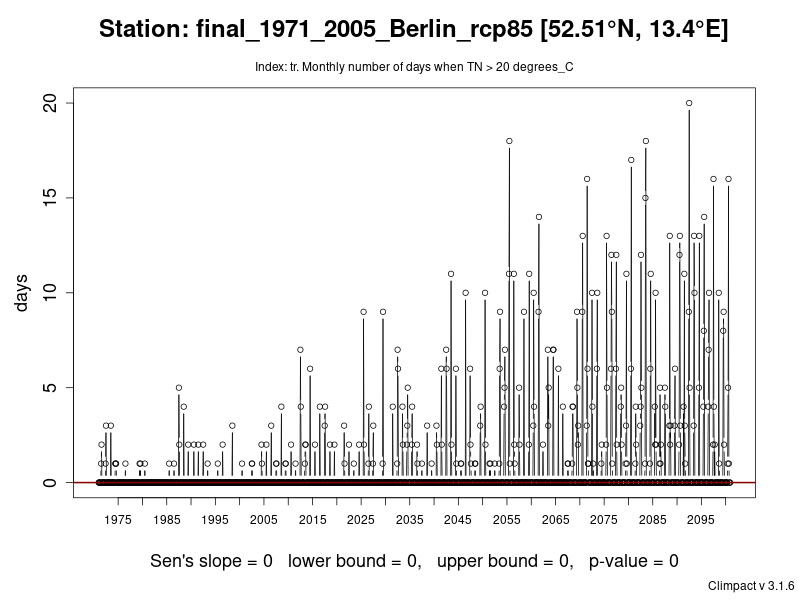 Station: final_1971_2005_Berlin_rcp85 [52.51°N, 13.4°E]
Index: tr. Monthly number of days when TN > 20 degrees_C
days
20
15
10
5
0
1975 1985 1995 2005 2015 2025 2035 2045 2055 2065 2075 2085 2095
Sen's slope = 0 lower bound = 0, upper bound = 0, p-value = 0
Climpact v 3.1.6